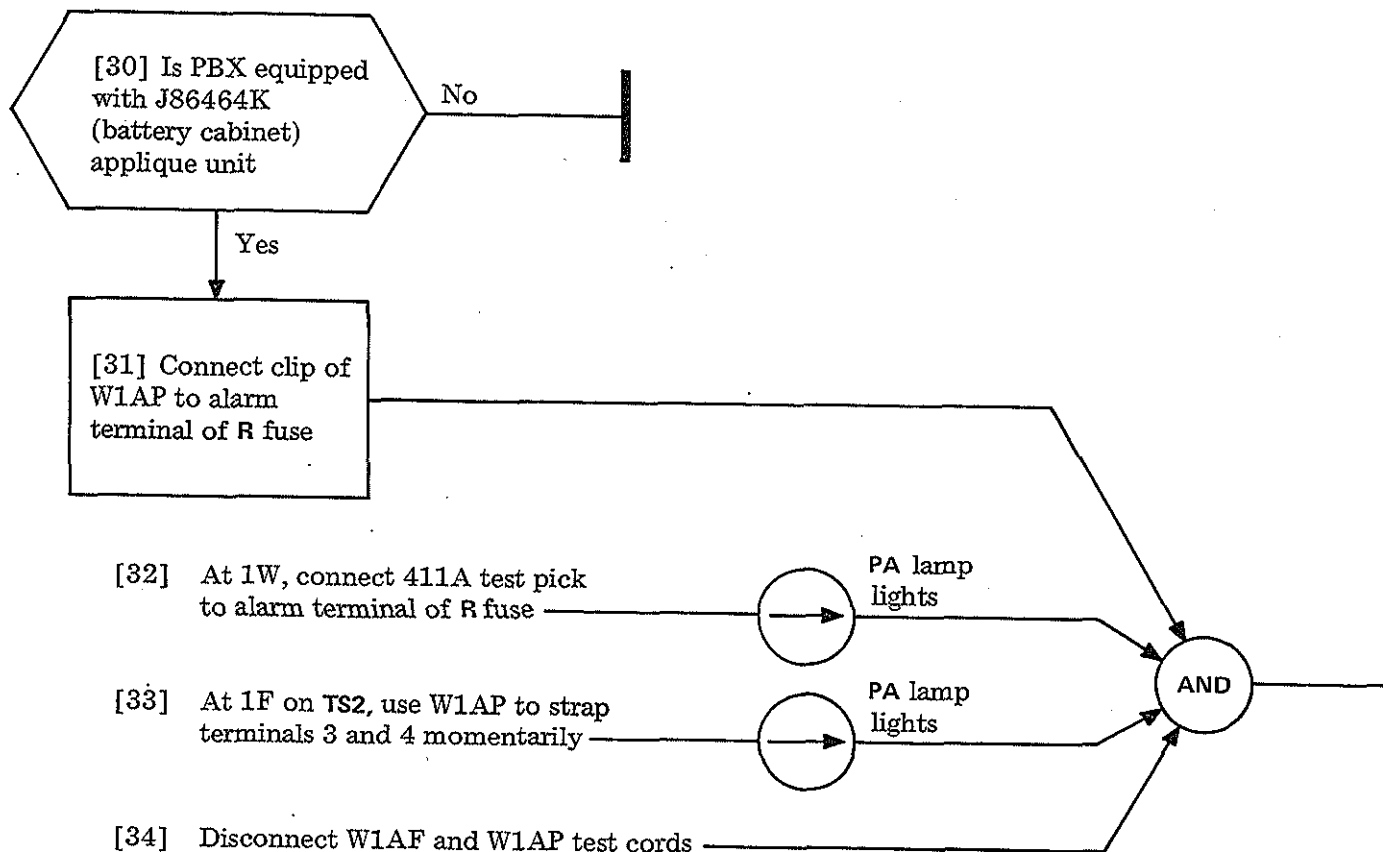 [30] Is PBX equipped
with J86464K
(battery cabinet)
applique unit
No
Yes
[31] Connect clip of
W1AP to alarm
terminal of R fuse
[32] At 1W, connect 411A test pick
to alarm terminal of R fuse
PA lamp
lights
[33] At 1F on TS2, use W1AP to strap
terminals 3 and 4 momentarily
PA lamp
lights
AND
[34] Disconnect W1AF and W1AP test cords